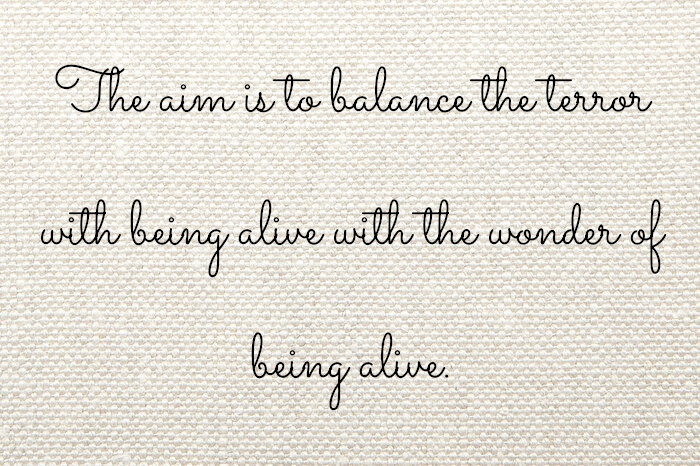 The aim is to balance the terror
with being alive with the wonder of
being alive.